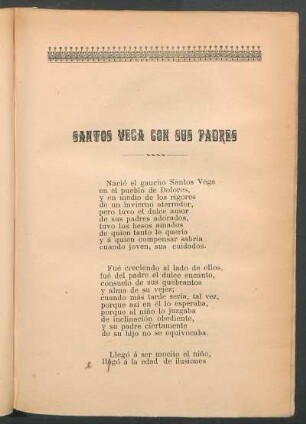 SANTOS VEGA CON SUS PADRES
Nació el gaucho Santos Vega
en el pueblo de Dolores,
y en medio de los rigores
de un invierno aterrador,
pero tuvo el dulce amor
de sus padres adorados,
tuvo los besos amados
de quien tanto le quería
y á quien compensar sabría
cuando joven, sus cuidados.
Fué creciendo al lado de ellos,
fué del padre el dulce encanto,
consuelo de sus quebrantos
y alma de su vejez;
cuando más tarde sería, tal vez,
porque así en él lo esperaba,
porque al niño lo juzgaba
de inclinación obediente,
y su padre ciertamente
de su hijo no se equivocaba.
Llegó á ser mocito el niño,
llegó á la edad de ilusiones